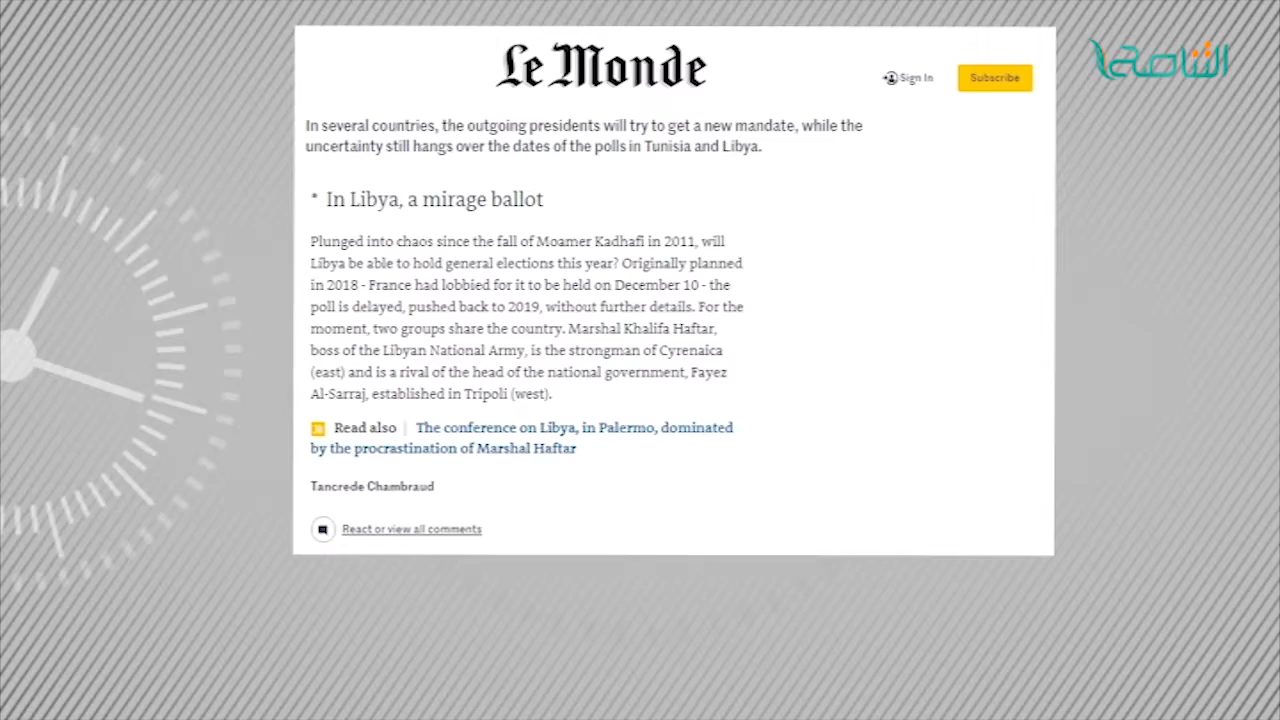 Le Monde
Sign In
Subscribe
التناصح
In several countries, the outgoing presidents will try to get a new mandate, while the
uncertainty still hangs over the dates of the polls in Tunisia and Libya.
* In Libya, a mirage ballot
Plunged into chaos since the fall of Moamer Kadhafi in 2011, will
Libya be able to hold general elections this year? Originally planned
in 2018 - France had lobbied for it to be held on December 10 - the
poll is delayed, pushed back to 2019, without further details. For the
moment, two groups share the country. Marshal Khalifa Haftar,
boss of the Libyan National Army, is the strongman of Cyrenaica
(east) and is a rival of the head of the national government, Fayez
Al-Sarraj, established in Tripoli (west).
Read also | The conference on Libya, in Palermo, dominated
by the procrastination of Marshal Haftar
Tancrede Chambraud
React or view all comments